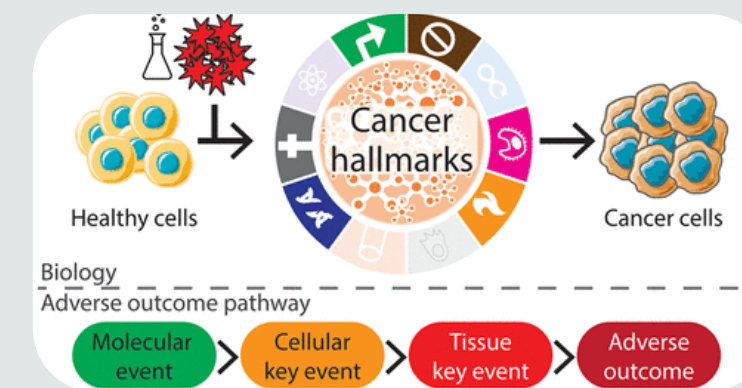 Cancer
hallmarks
Healthy cells
Cancer cells
Biology
Adverse outcome pathway
Molecular
event
>
Cellular
key event
>
Tissue
key event
>
Adverse
outcome